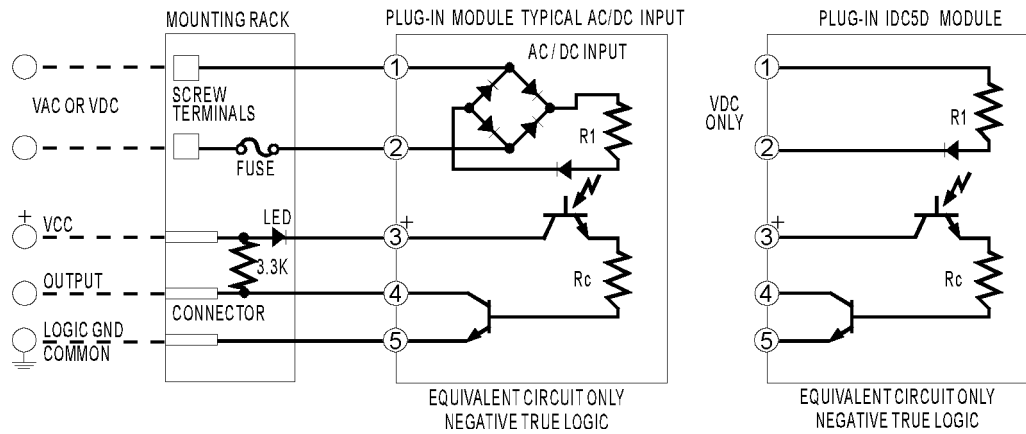 MOUNTING RACK
PLUG-IN MODULE TYPICAL AC/DC INPUT
PLUG-IN IDC5D MODULE
AC / DC INPUT
1
1
VAC OR VDC
SCREW
TERMINALS
R1
VDC
ONLY
R1
2
2
FUSE
+
VCC
LED
3
+
3
+
3.3K
OUTPUT
Rc
Rc
4
4
CONNECTOR
LOGIC GND
COMMON
5
5
EQUIVALENT CIRCUIT ONLY
NEGATIVE TRUE LOGIC
EQUIVALENT CIRCUIT ONLY
NEGATIVE TRUE LOGIC